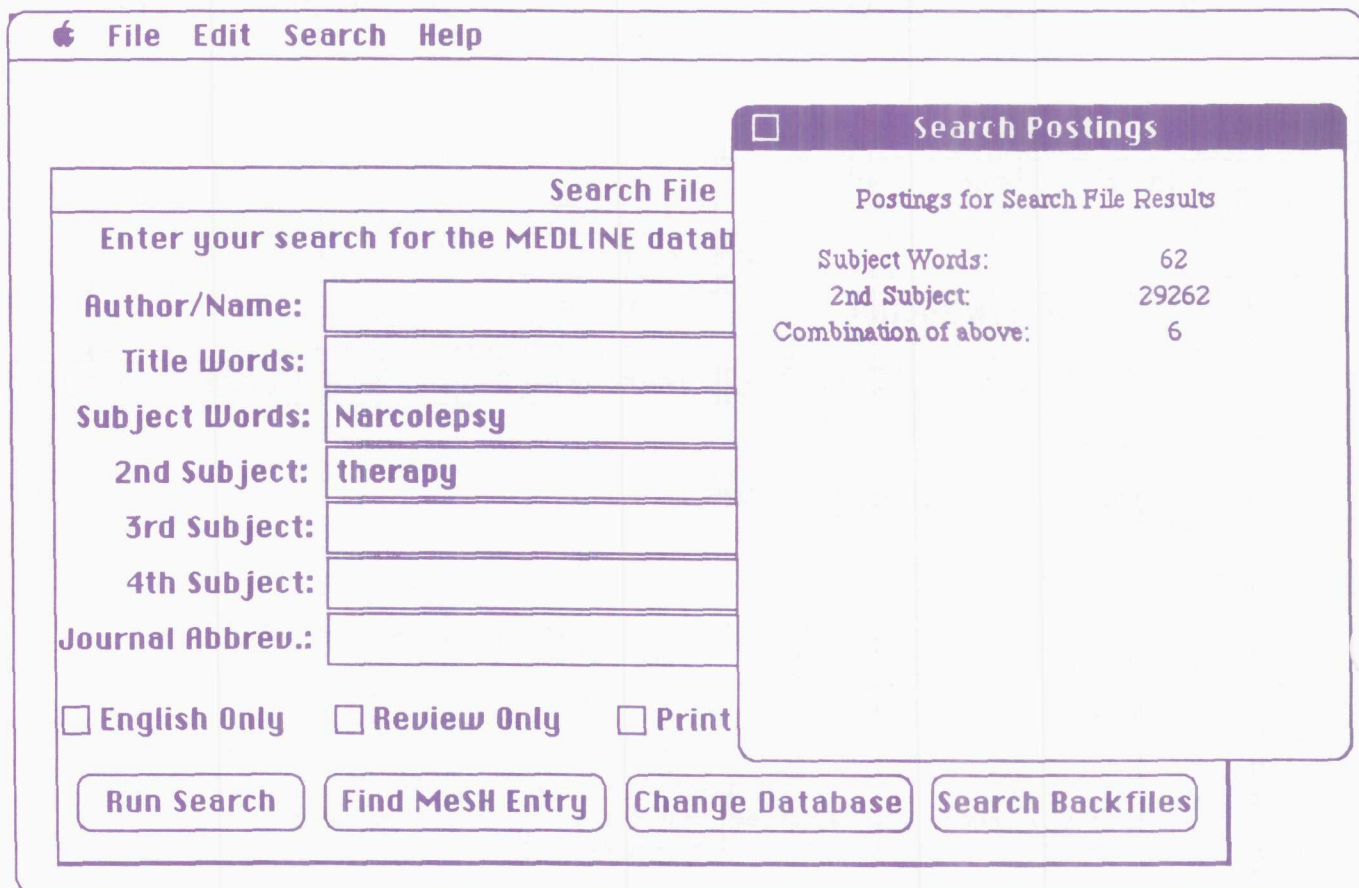 File Edit Search Help
Search Postings
Postings for Search File Results
Subject Words: 62
2nd Subject: 29262
Combination of above: 6
Search File
Enter your search for the MEDLINE datab
Author/Name:
Title Words:
Subject Words: Narcolepsy
2nd Subject: therapy
3rd Subject:
4th Subject:
Journal Abbrev.:
English Only Review Only Print
Run Search Find MeSH Entry Change Database Search Backfiles